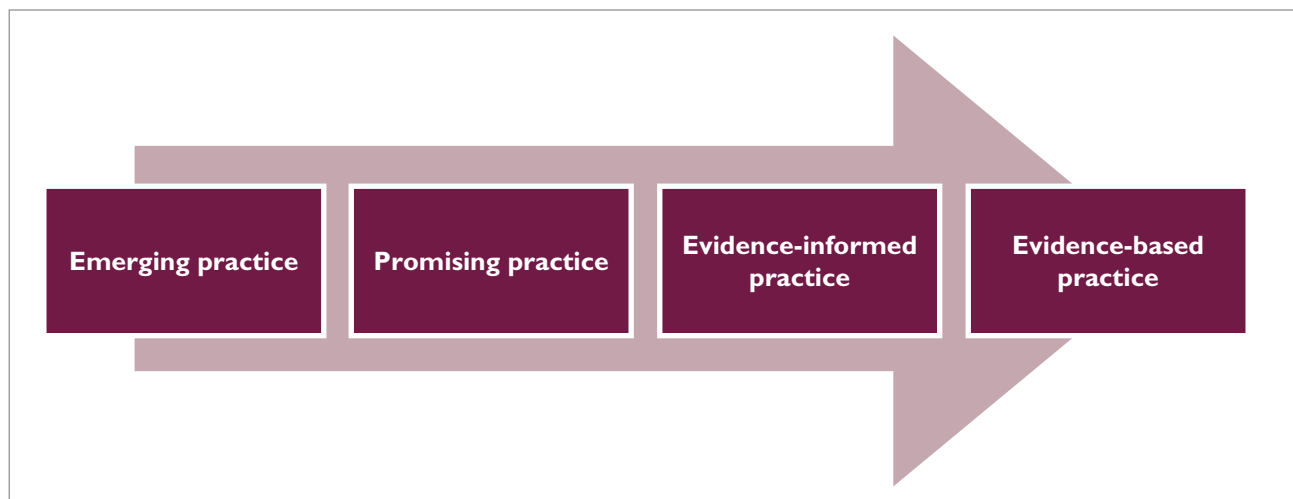 Emerging practice
Promising practice
Evidence-informed
practice
Evidence-based
practice